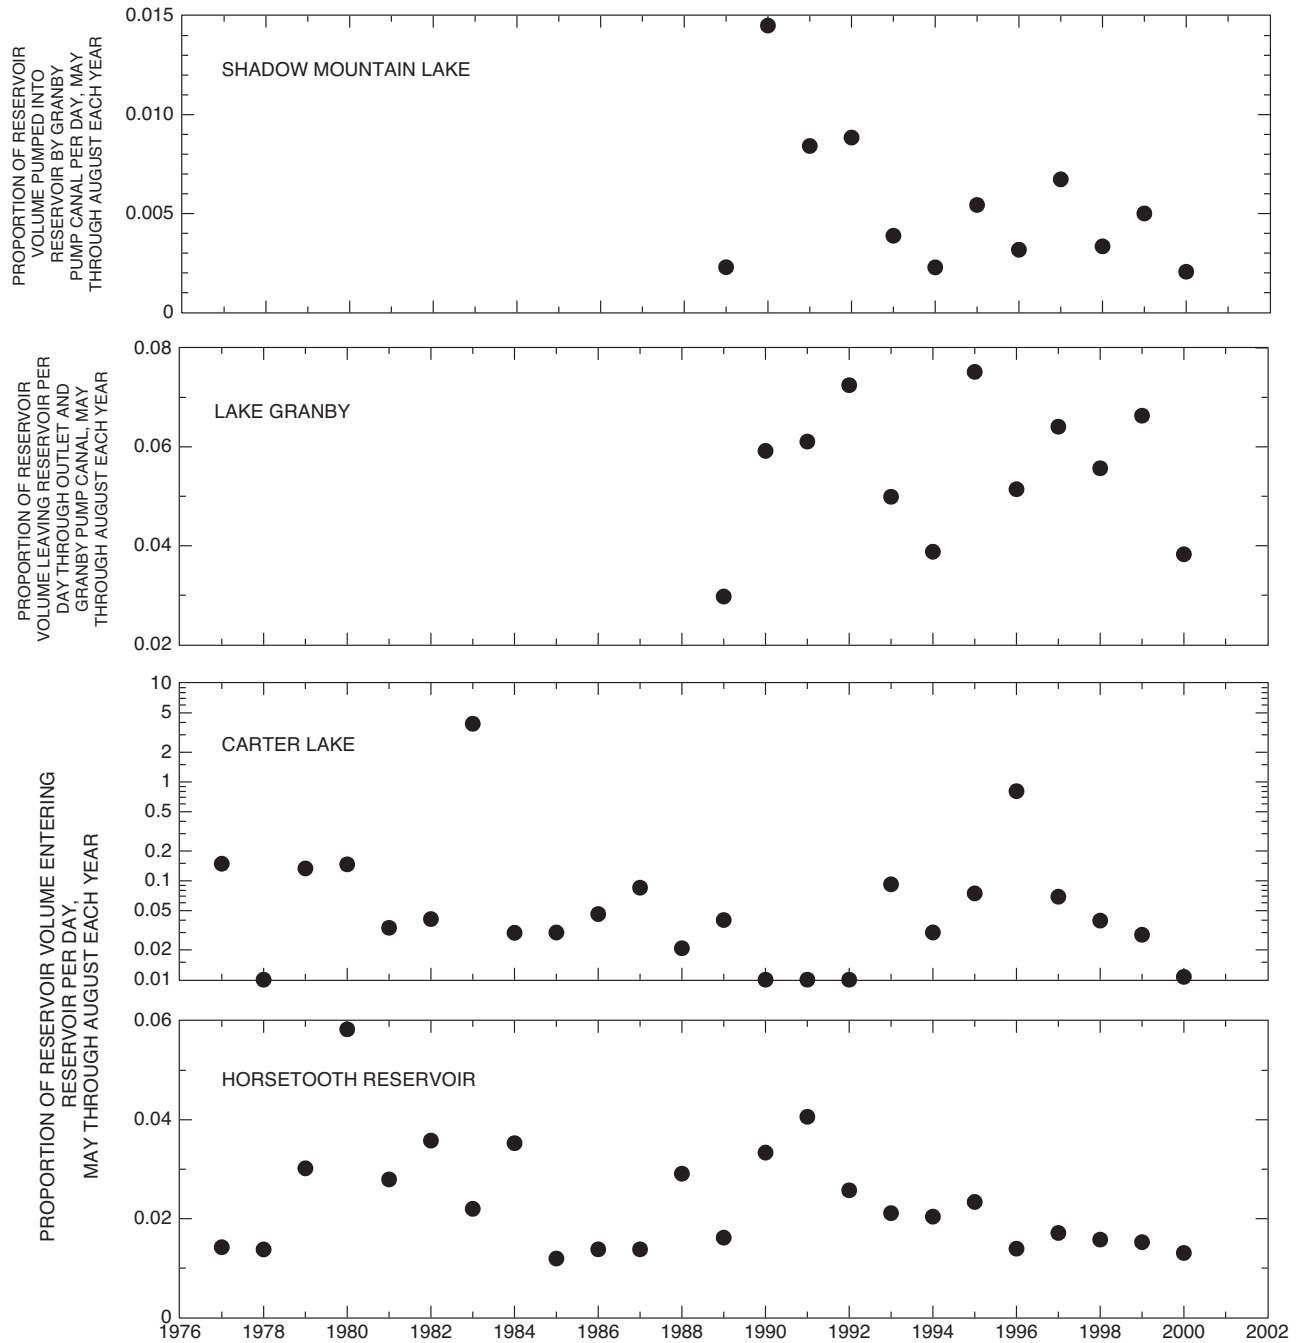 PROPORTION OF RESERVOIR
VOLUME PUMPED INTO
RESERVOIR BY GRANBY
PUMP CANAL PER DAY, MAY
THROUGH AUGUST EACH YEAR
0.015
0.010
0.005
0
SHADOW MOUNTAIN LAKE
PROPORTION OF RESERVOIR
VOLUME LEAVING RESERVOIR PER
DAY THROUGH OUTLET AND
GRANBY PUMP CANAL, MAY
THROUGH AUGUST EACH YEAR
0.08
0.06
0.04
0.02
LAKE GRANBY
PROPORTION OF RESERVOIR VOLUME ENTERING
RESERVOIR PER DAY,
MAY THROUGH AUGUST EACH YEAR
10
5
2
1
0.5
0.2
0.1
0.05
0.02
0.01
CARTER LAKE
0.06
0.04
0.02
0
HORSETOOTH RESERVOIR
1976 1978 1980 1982 1984 1986 1988 1990 1992 1994 1996 1998 2000 2002